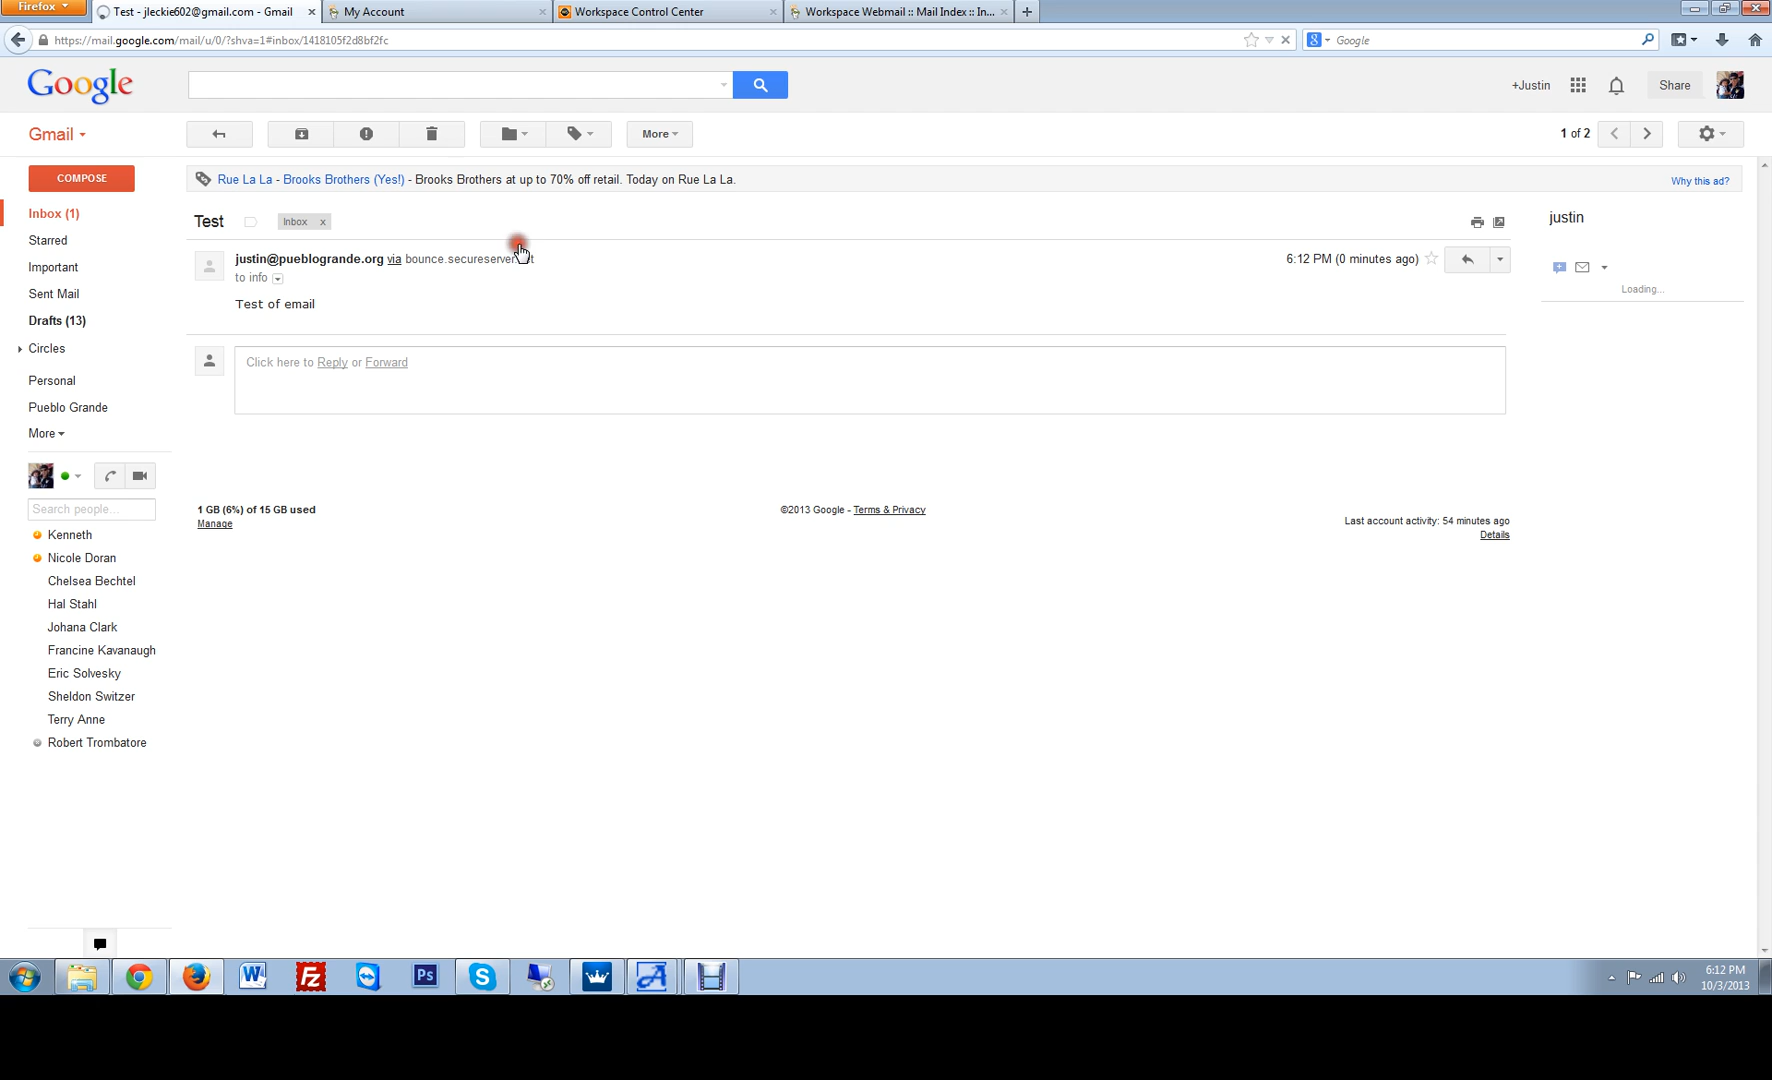 Firefox
Test - jleckie602@gmail.com - Gmail
My Account
Workspace Control Center
Workspace Webmail :: Mail Index :: In...
https://mail.google.com/mail/u/0/?shva=1#inbox/1418105f2d8bf2fc
Google
Google
+Justin
Share
Gmail
More
1 of 2
COMPOSE
Rue La La - Brooks Brothers (Yes!) - Brooks Brothers at up to 70% off retail. Today on Rue La La.
Why this ad?
Inbox (1)
Test
Inbox x
justin
Starred
justin@pueblogrande.org via
6:12 PM (0 minutes ago)
Important
to info
Loading...
Sent Mail
Test of email
Drafts (13)
Circles
Click here to Reply or Forward
Personal
Pueblo Grande
More
Search people...
1 GB (6%) of 15 GB used
Manage
©2013 Google - Terms & Privacy
Last account activity: 54 minutes ago
Details
Kenneth
Nicole Doran
Chelsea Bechtel
Hal Stahl
Johana Clark
Francine Kavanaugh
Eric Solvesky
Sheldon Switzer
Terry Anne
Robert Trombatore
W
Fz
Ps
S
A
6:12 PM
10/3/2013